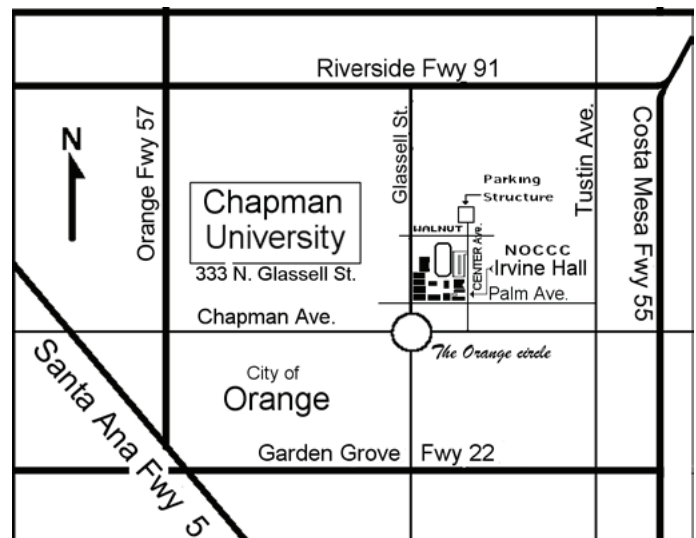 Riverside Fwy 91
N
Orange Fwy 57
Glassell St.
Tustin Ave.
Costa Mesa Fwy 55
Parking
Structure
Chapman
University
333 N. Glassell St.
WALNUT
CENTER Ave.
NOCCC
Irvine Hall
Palm Ave.
Chapman Ave.
The Orange circle
City of
Orange
Santa Ana Fwy 5
Garden Grove Fwy 22